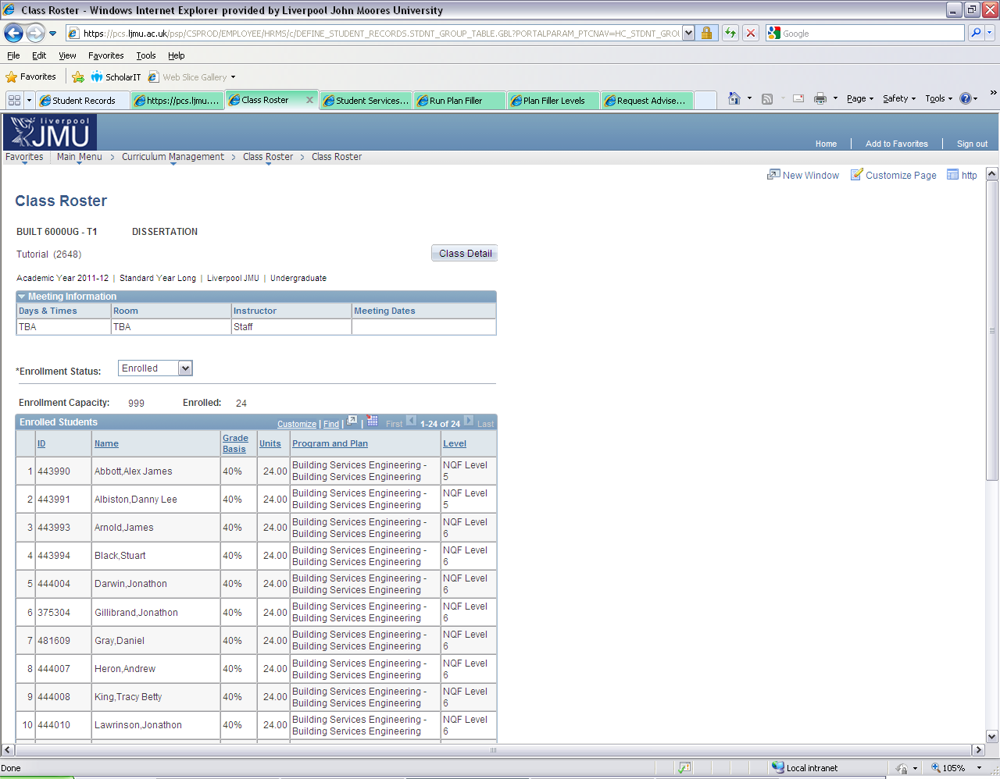 Class Roster - Windows Internet Explorer provided by Liverpool John Moores University
https://pcs.ljmu.ac.uk/psp/CSPROD/EMPLOYEE/HRMS/c/DEFINE_STUDENT_RECORDS.STDNT_GROUP_TABLE.GBL?PORTALPARAM_PTCNAV=HC_STDNT_GROU Google
File Edit View Favorites Tools Help
Favorites ScholarIT Web Slice Gallery
Student Records https://pcs.ljmu.... Class Roster Student Services... Run Plan Filler Plan Filler Levels Request Advise... Page Safety Tools
liverpool
JMU
Home Add to Favorites Sign out
Favorites Main Menu > Curriculum Management > Class Roster > Class Roster
New Window Customize Page http
Class Roster
BUILT 6000UG - T1 DISSERTATION
Tutorial (2648) Class Detail
Academic Year 2011-12 | Standard Year Long | Liverpool JMU | Undergraduate
Meeting Information
Days & Times Room Instructor Meeting Dates
TBA TBA Staff
*Enrollment Status: Enrolled
Enrollment Capacity: 999 Enrolled: 24
Enrolled Students Customize | Find | | First 1-24 of 24 Last
ID Name Grade Basis Units Program and Plan Level
1 443990 Abbott,Alex James 40% 24.00 Building Services Engineering - Building Services Engineering NQF Level 5
2 443991 Albiston,Danny Lee 40% 24.00 Building Services Engineering - Building Services Engineering NQF Level 5
3 443993 Arnold,James 40% 24.00 Building Services Engineering - Building Services Engineering NQF Level 6
4 443994 Black,Stuart 40% 24.00 Building Services Engineering - Building Services Engineering NQF Level 6
5 444004 Darwin,Jonathon 40% 24.00 Building Services Engineering - Building Services Engineering NQF Level 6
6 375304 Gillibrand,Jonathon 40% 24.00 Building Services Engineering - Building Services Engineering NQF Level 6
7 481609 Gray,Daniel 40% 24.00 Building Services Engineering - Building Services Engineering NQF Level 6
8 444007 Heron,Andrew 40% 24.00 Building Services Engineering - Building Services Engineering NQF Level 6
9 444008 King,Tracy Betty 40% 24.00 Building Services Engineering - Building Services Engineering NQF Level 6
10 444010 Lawrinson,Jonathon 40% 24.00 Building Services Engineering - Building Services Engineering NQF Level 6
Done Local intranet 105%